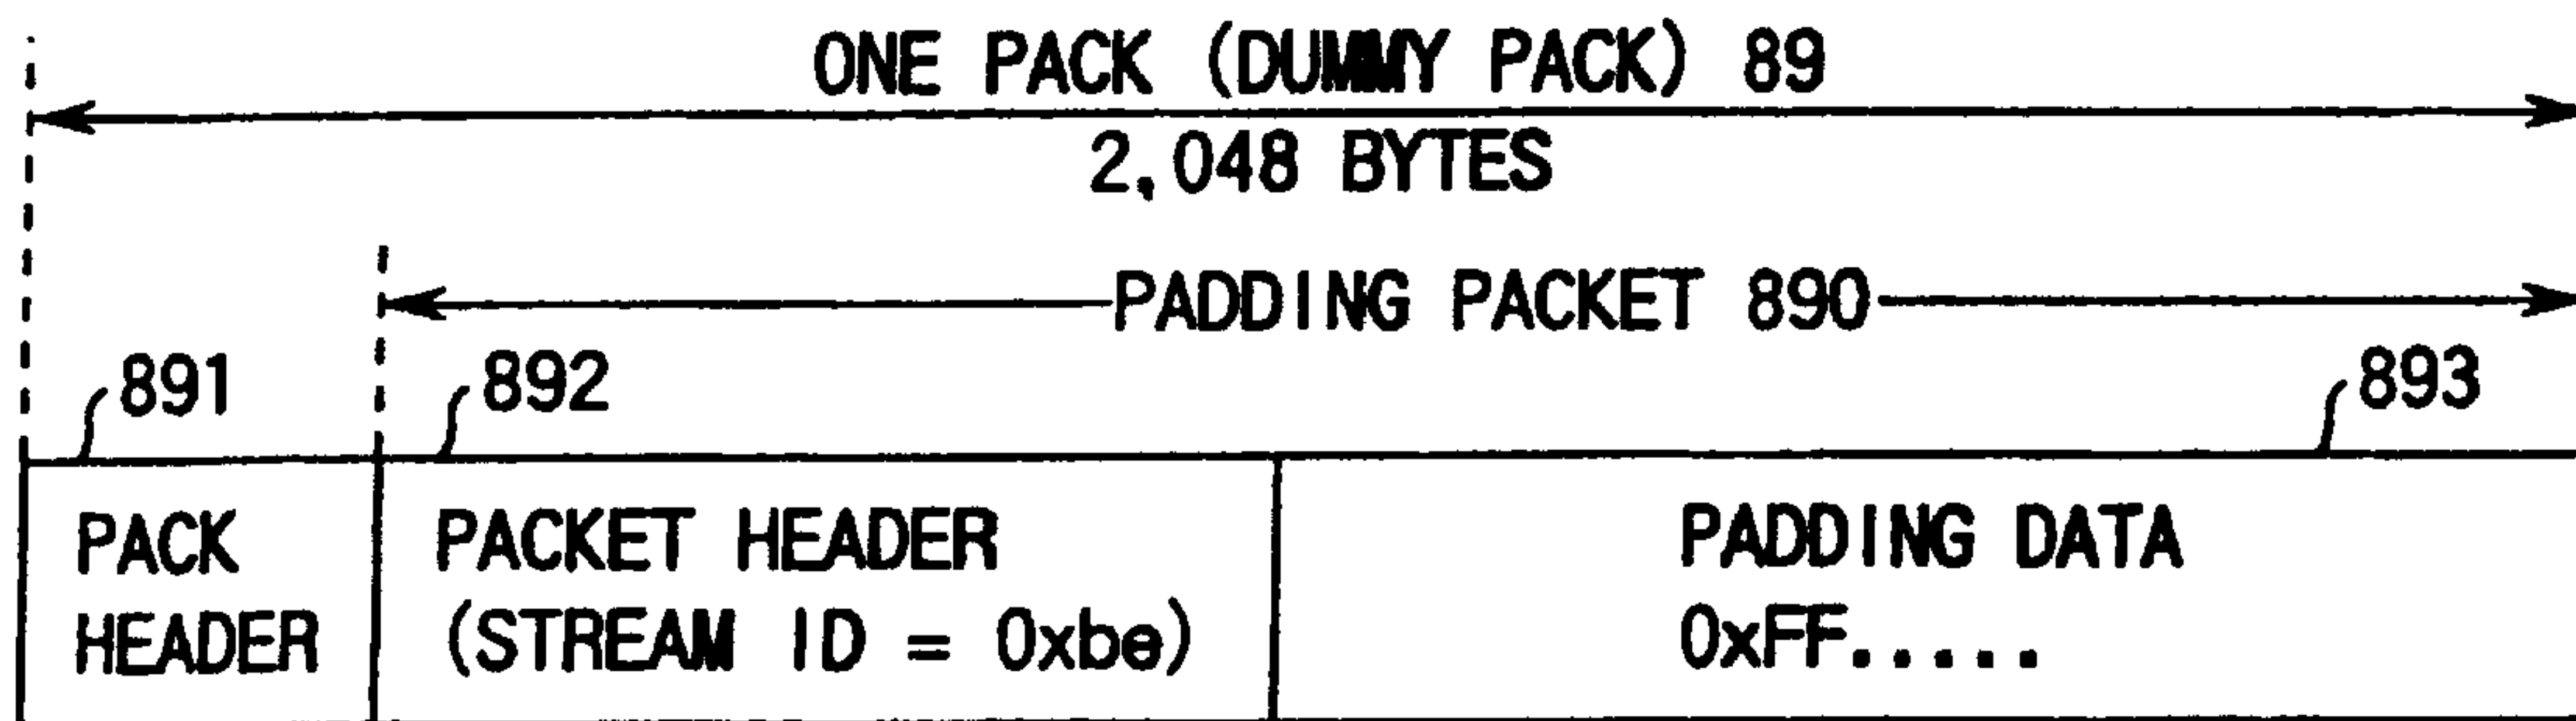 ONE PACK (DUMMY PACK) 89
2,048 BYTES
PADDING PACKET 890
891
892
893
PACK
HEADER
PACKET HEADER
(STREAM ID = 0xbe)
PADDING DATA
0xFF.....